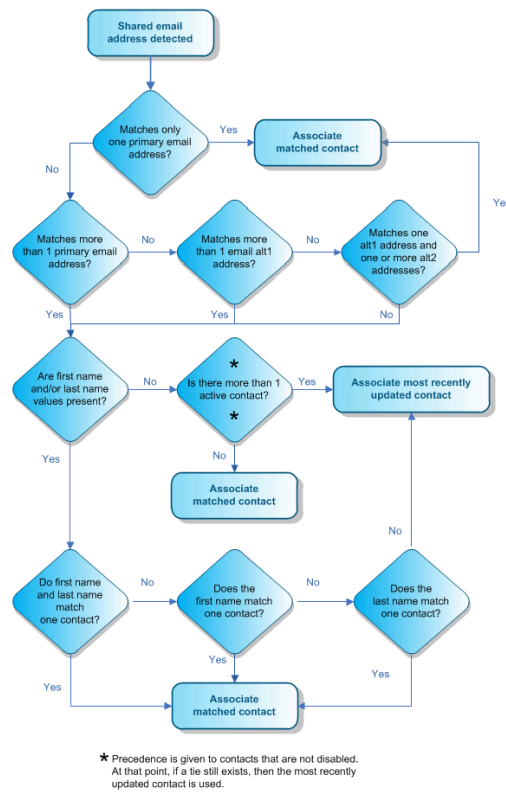 Shared email
address detected
Matches only
one primary email
address?
Yes
Associate
matched contact
No
Ye
Matches more
than 1 primary email
address?
No
Matches more
than 1 email alt1
address?
No
Matches one
alt1 address and
one or more alt2
addresses?
Yes
Yes
No
Are first name
and/or last name
values present?
No
*
Is there more than 1
active contact?
*
Yes
Associate most recently
updated contact
Yes
No
Associate
matched contact
No
Do first name
and last name
match
one contact?
No
Does the
first name match
one contact?
No
Does the
last name match
one contact?
Yes
Yes
Yes
Associate
matched contact
* Precedence is given to contacts that are not disabled.
At that point, if a tie still exists, then the most recently
updated contact is used.